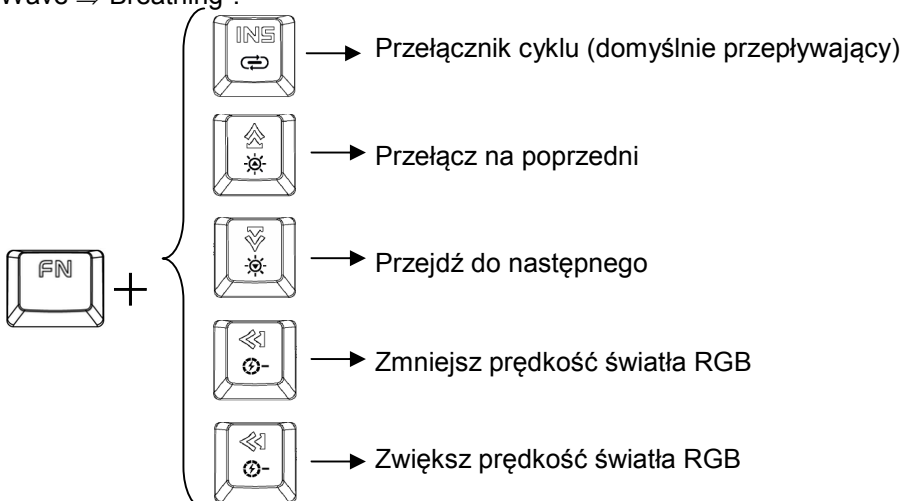 Wave ⇒ Breathing".
INS
Przełącznik cyklu (domyślnie przepływający)
Przełącz na poprzedni
FN
+
Przejdź do następnego
Zmniejsz prędkość światła RGB
Zwiększ prędkość światła RGB